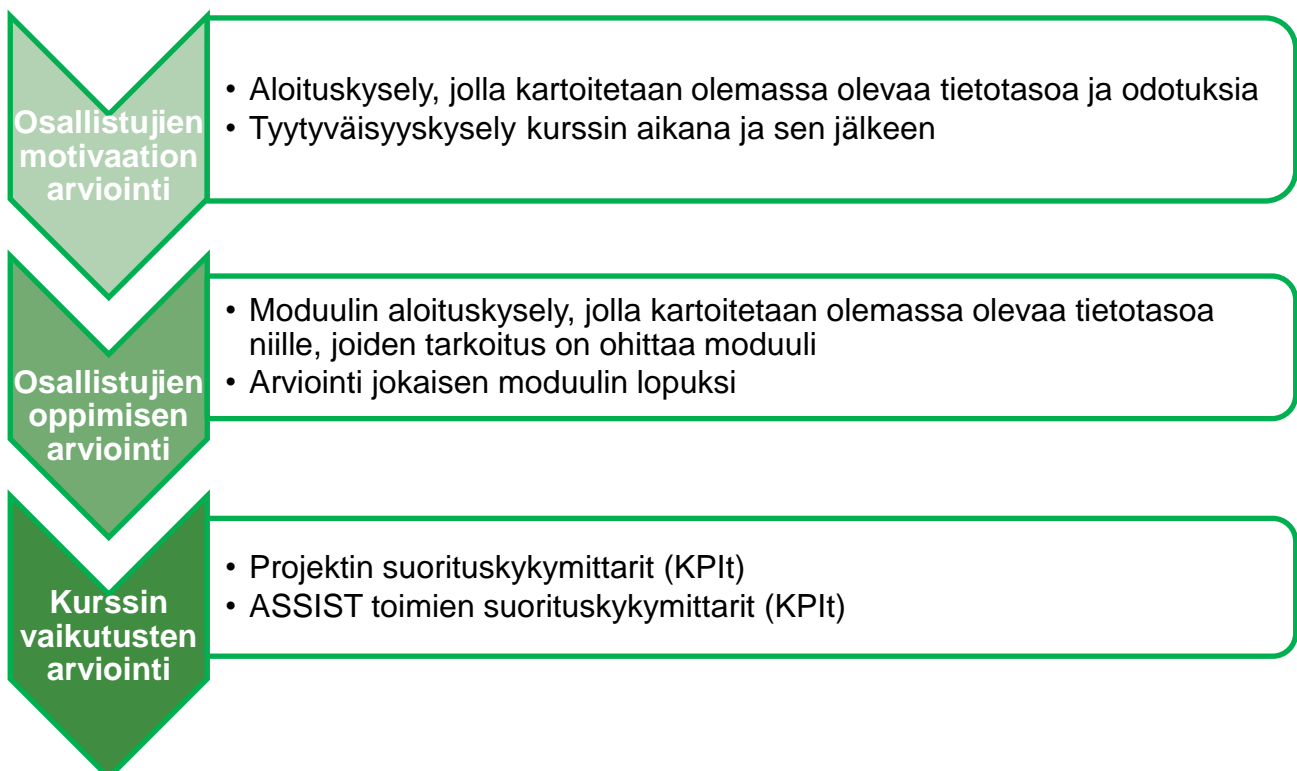 Osallistujien
motivaation
arviointi
• Aloituskysely, jolla kartoitetaan olemassa olevaa tietotasoa ja odotuksia
• Tyytyväisyyskysely kurssin aikana ja sen jälkeen
Osallistujien
oppimisen
arviointi
• Moduulin aloituskysely, jolla kartoitetaan olemassa olevaa tietotasoa
niille, joiden tarkoitus on ohittaa moduuli
• Arviointi jokaisen moduulin lopuksi
Kurssin
vaikutusten
arviointi
• Projektin suorituskykymittarit (KPIt)
• ASSIST toimien suorituskykymittarit (KPIt)